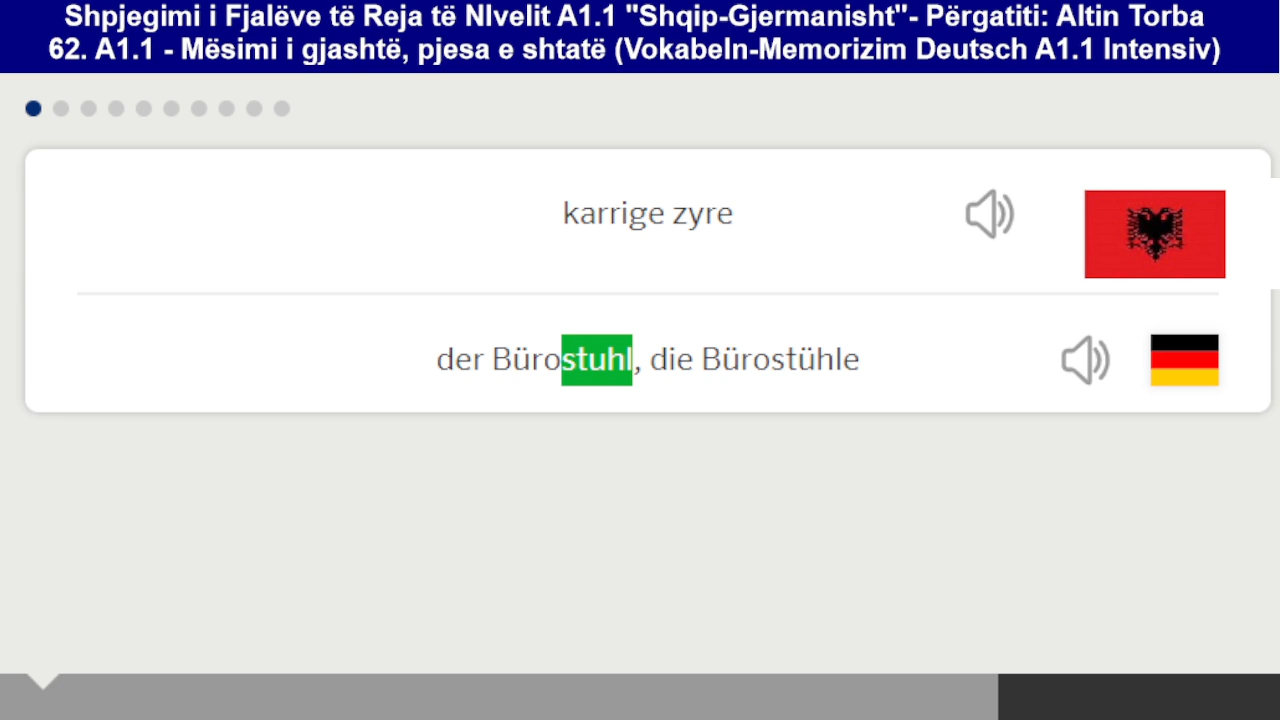 Shpjegimi i Fjalëve të Reja të NIvelit A1.1 "Shqip-Gjermanisht"- Përgatiti: Altin Torba
62. A1.1 - Mësimi i gjashtë, pjesa e shtatë (Vokabeln-Memorizim Deutsch A1.1 Intensiv)
karrige zyre
der Bürostuhl, die Bürostühle